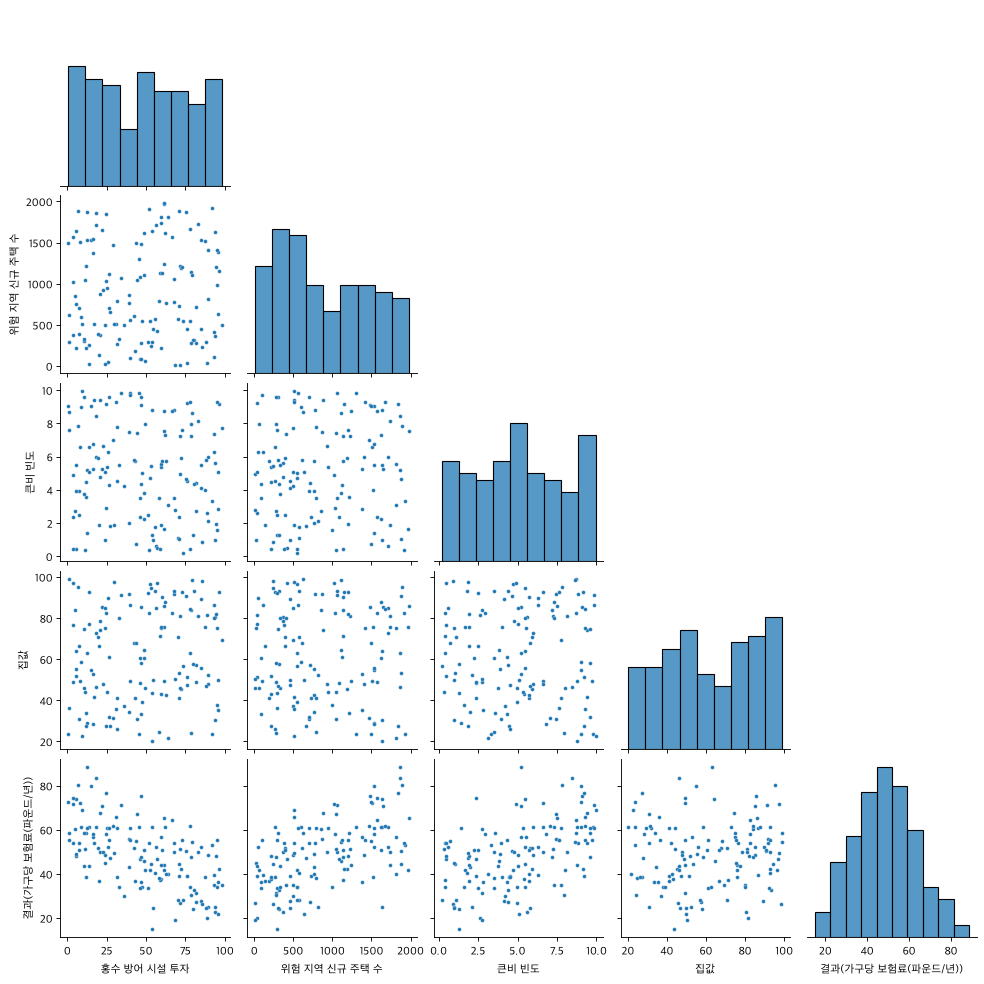 위험 지역 신규 주택 수
2000
1500
1000
500
0
큰비 빈도
10
8
6
4
2
0
집값
100
80
60
40
20
결과(가구당 보험료(파운드/년))
80
60
40
20
0 25 50 75 100
0 500 1000 1500 2000
0.0 2.5 5.0 7.5 10.0
20 40 60 80 100
20 40 60 80
홍수 방어 시설 투자
위험 지역 신규 주택 수
큰비 빈도
집값
결과(가구당 보험료(파운드/년))